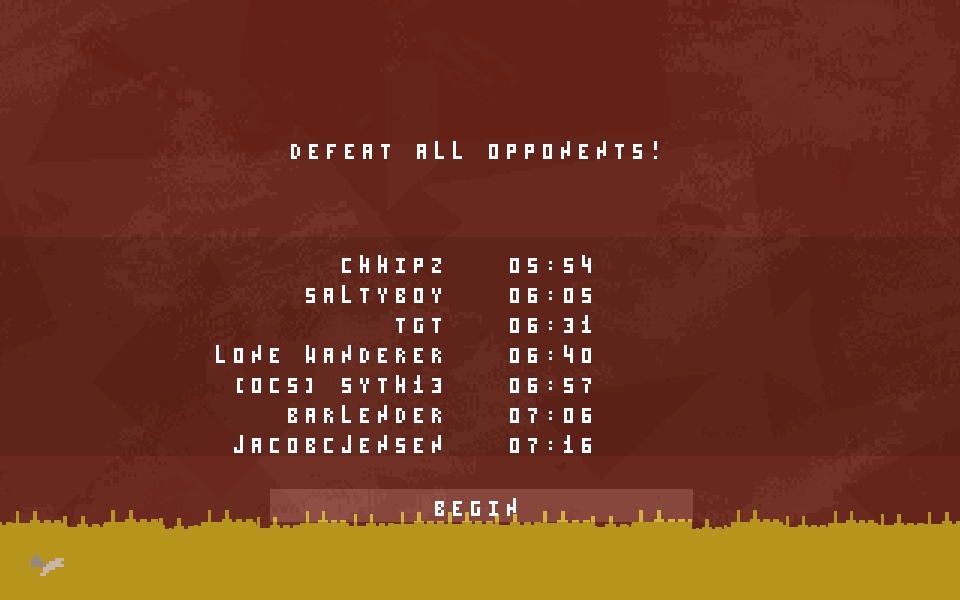 DEFEAT ALL OPPONENTS!
CHHIPZ 05:54
SALTYBOY 06:05
TGT 06:31
LONE WANDERER 06:40
[OCS] SYTH13 06:57
BARLENDER 07:06
JACOBCJENSEN 07:16
BEGIN